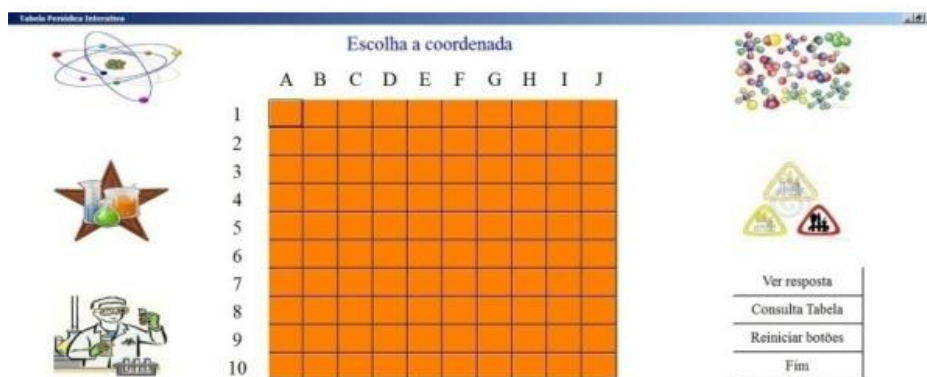 Tabela Periódica Interativa
Escolha a coordenada
A B C D E F G H I J
1
2
3
4
5
6
7
8
9
10
Ver resposta
Consulta Tabela
Reiniciar botões
Fim